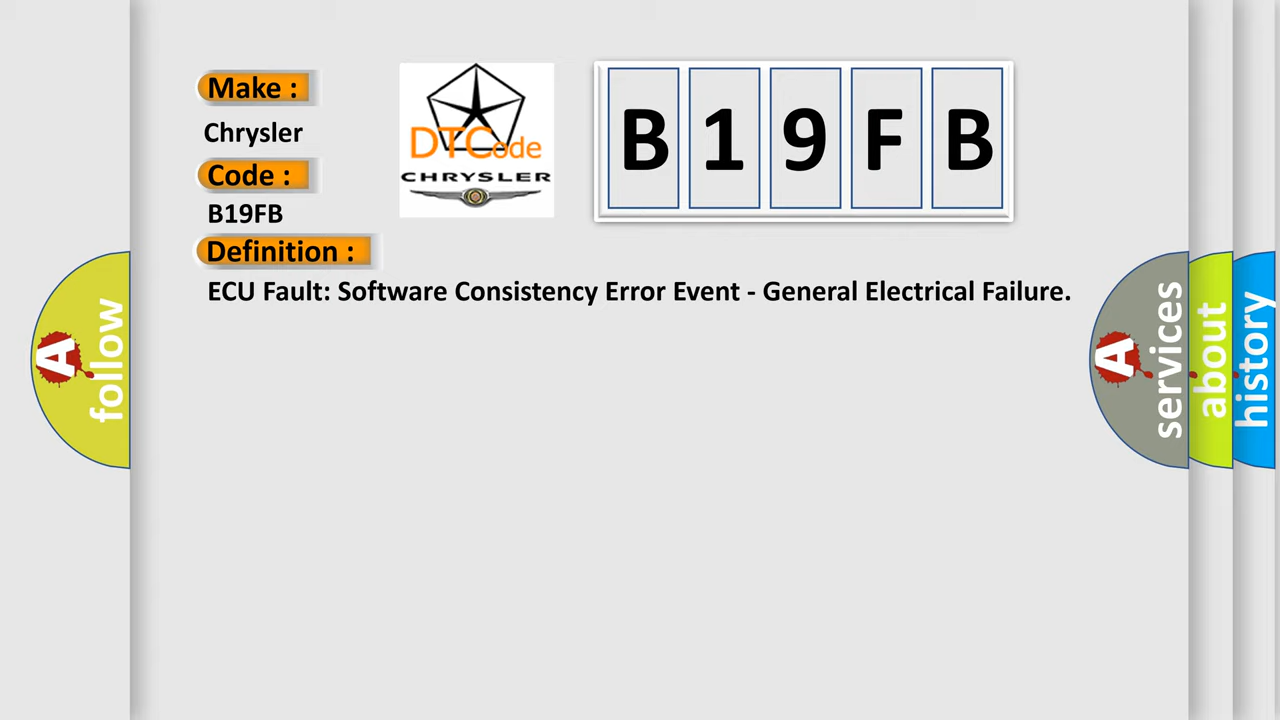 Make :
Chrysler
Code :
B19FB
Definition :
ECU Fault: Software Consistency Error Event - General Electrical Failure.
DTCode
CHRYSLER
B 1 9 F B
A follow
A services
about
history